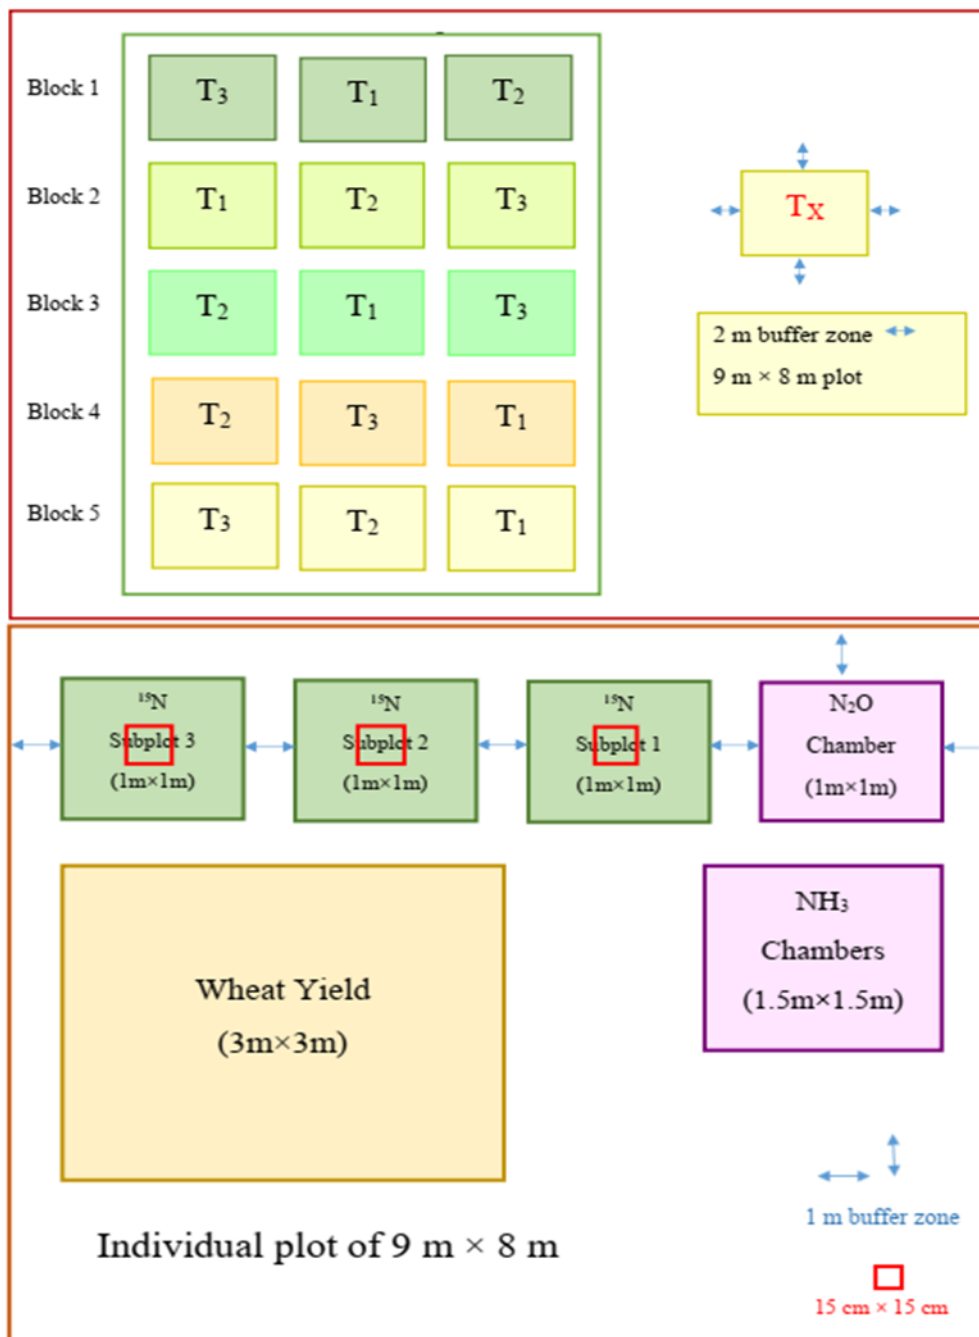 Block 1
T₃ T₁ T₂
Block 2
T₁ T₂ T₃
Block 3
T₂ T₁ T₃
Block 4
T₂ T₃ T₁
Block 5
T₃ T₂ T₁
TX
2 m buffer zone
9 m × 8 m plot
¹⁵N
Subplot 3
(1m×1m)
¹⁵N
Subplot 2
(1m×1m)
¹⁵N
Subplot 1
(1m×1m)
N₂O
Chamber
(1m×1m)
Wheat Yield
(3m×3m)
NH₃
Chambers
(1.5m×1.5m)
1 m buffer zone
15 cm × 15 cm
Individual plot of 9 m × 8 m